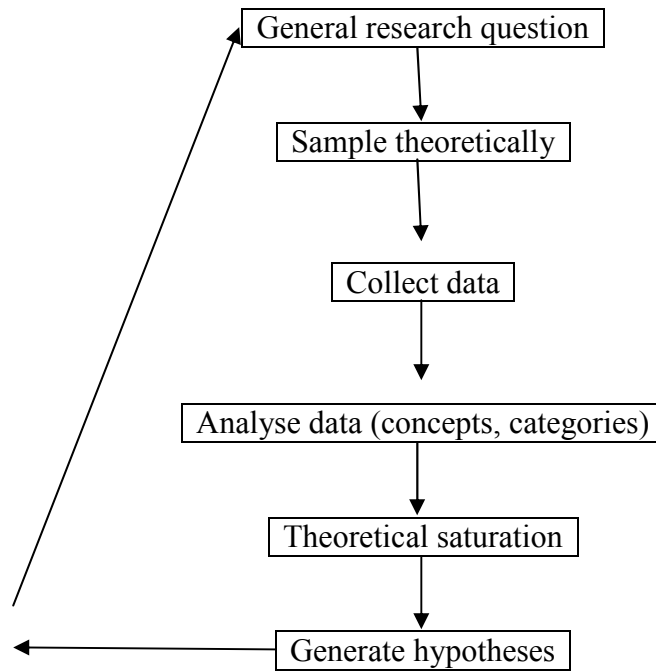 General research question
Sample theoretically
Collect data
Analyse data (concepts, categories)
Theoretical saturation
Generate hypotheses